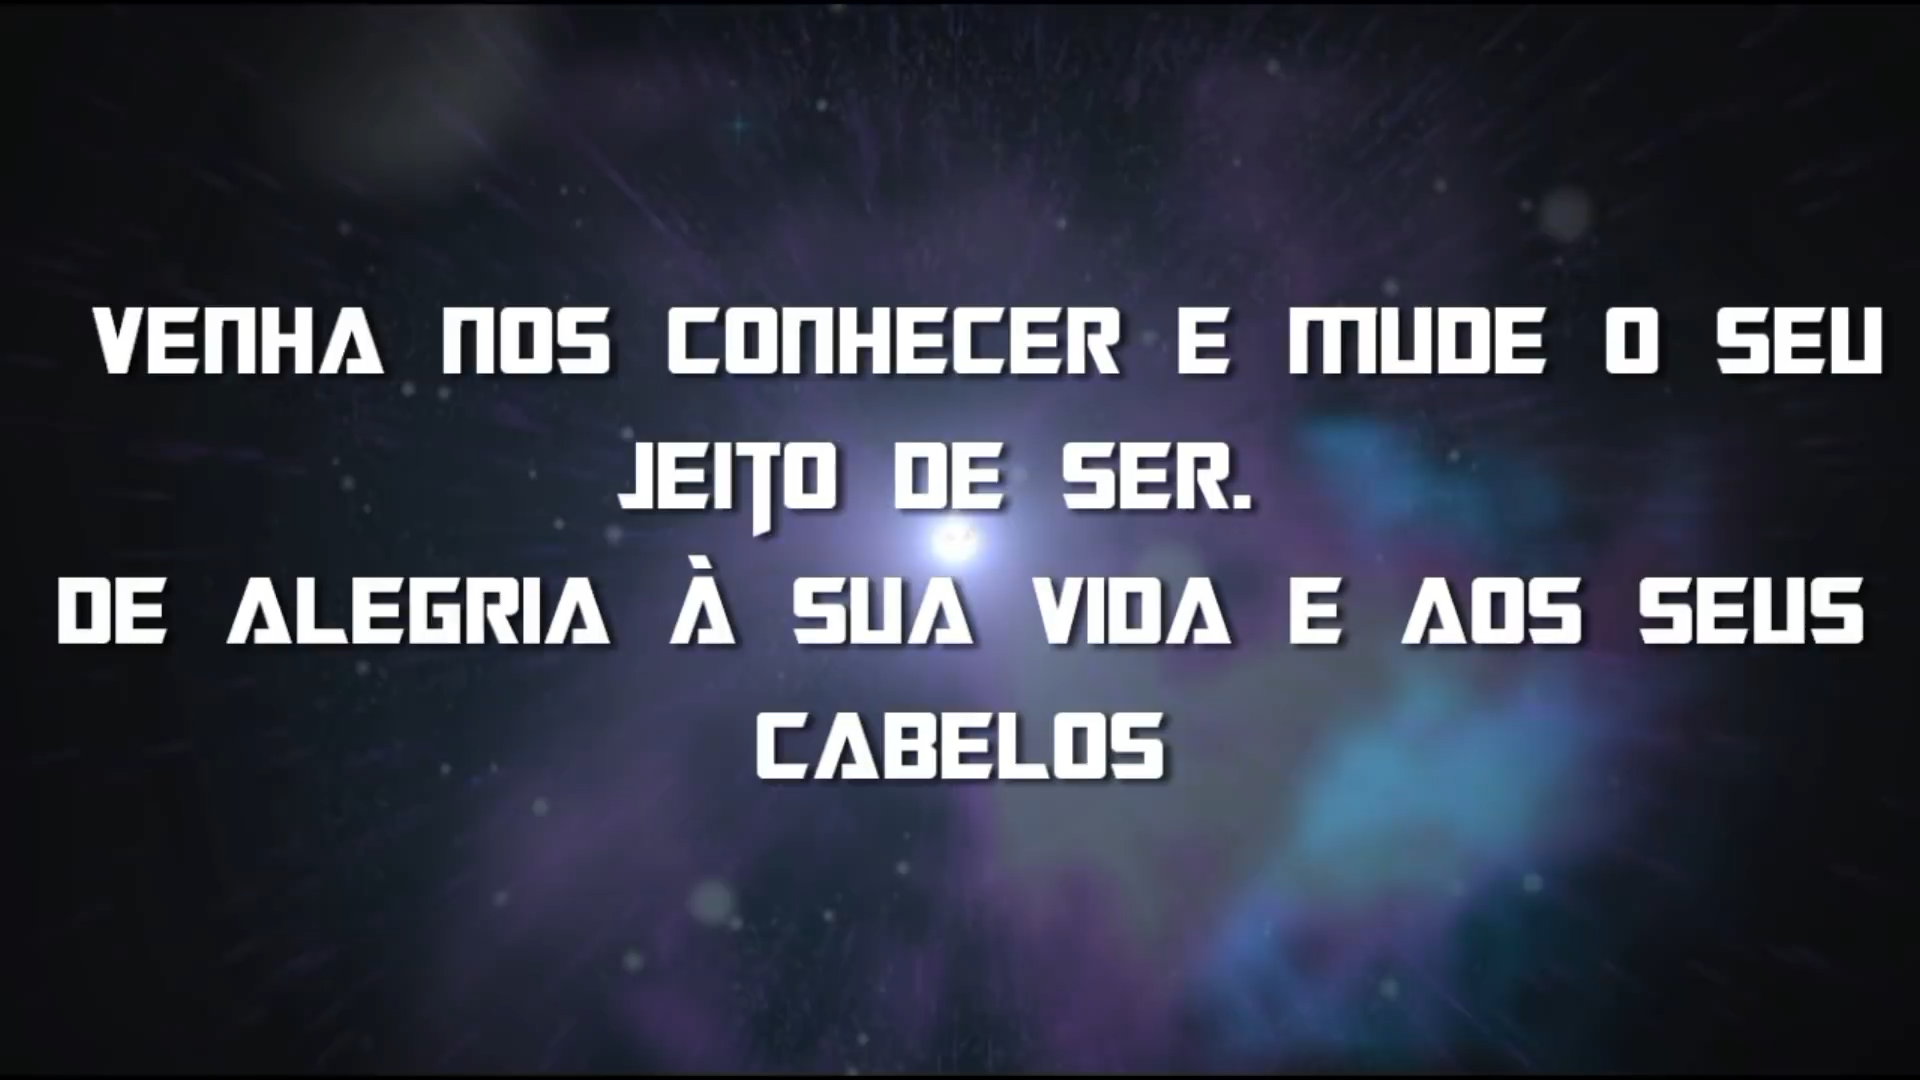 VENHA NOS CONHECER E MUDE O SEU
JEITO DE SER.
DE ALEGRIA À SUA VIDA E AOS SEUS
CABELOS